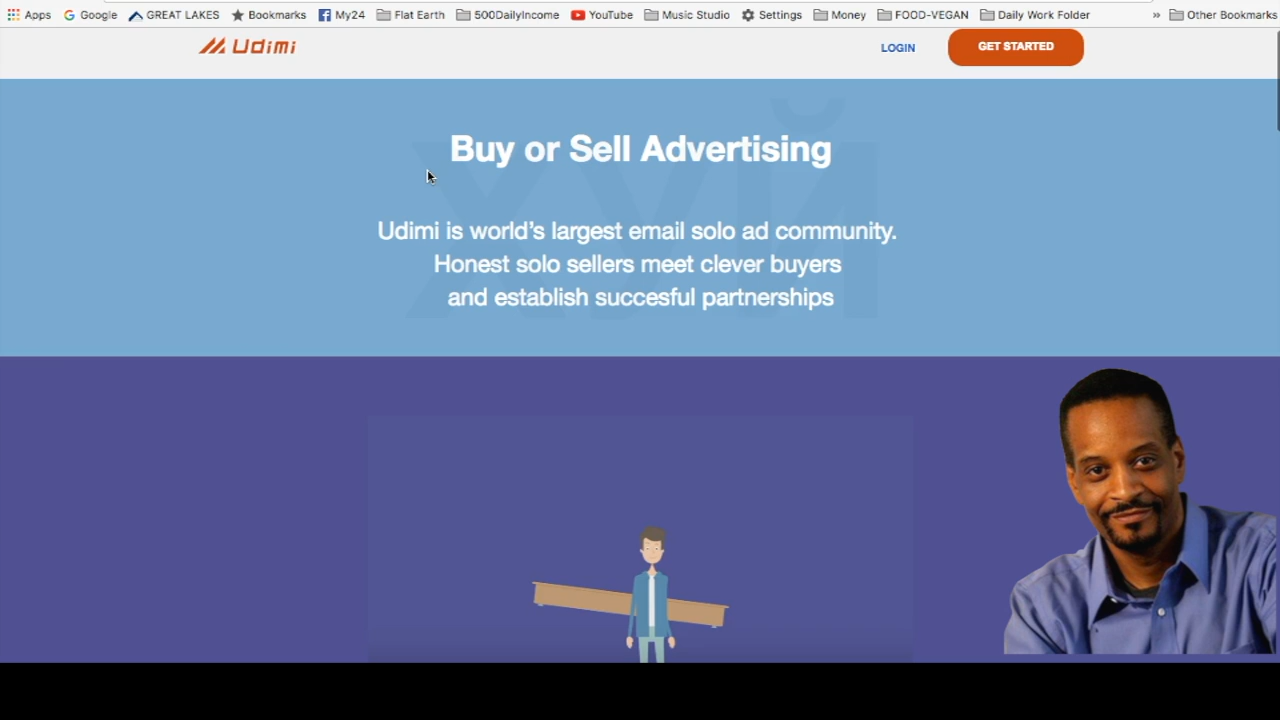 Apps Google GREAT LAKES Bookmarks My24 Flat Earth 500DailyIncome YouTube Music Studio Settings Money FOOD-VEGAN Daily Work Folder » Other Bookmarks
Udimi LOGIN GET STARTED
ХУЙ
Buy or Sell Advertising
Udimi is world's largest email solo ad community.
Honest solo sellers meet clever buyers
and establish succesful partnerships